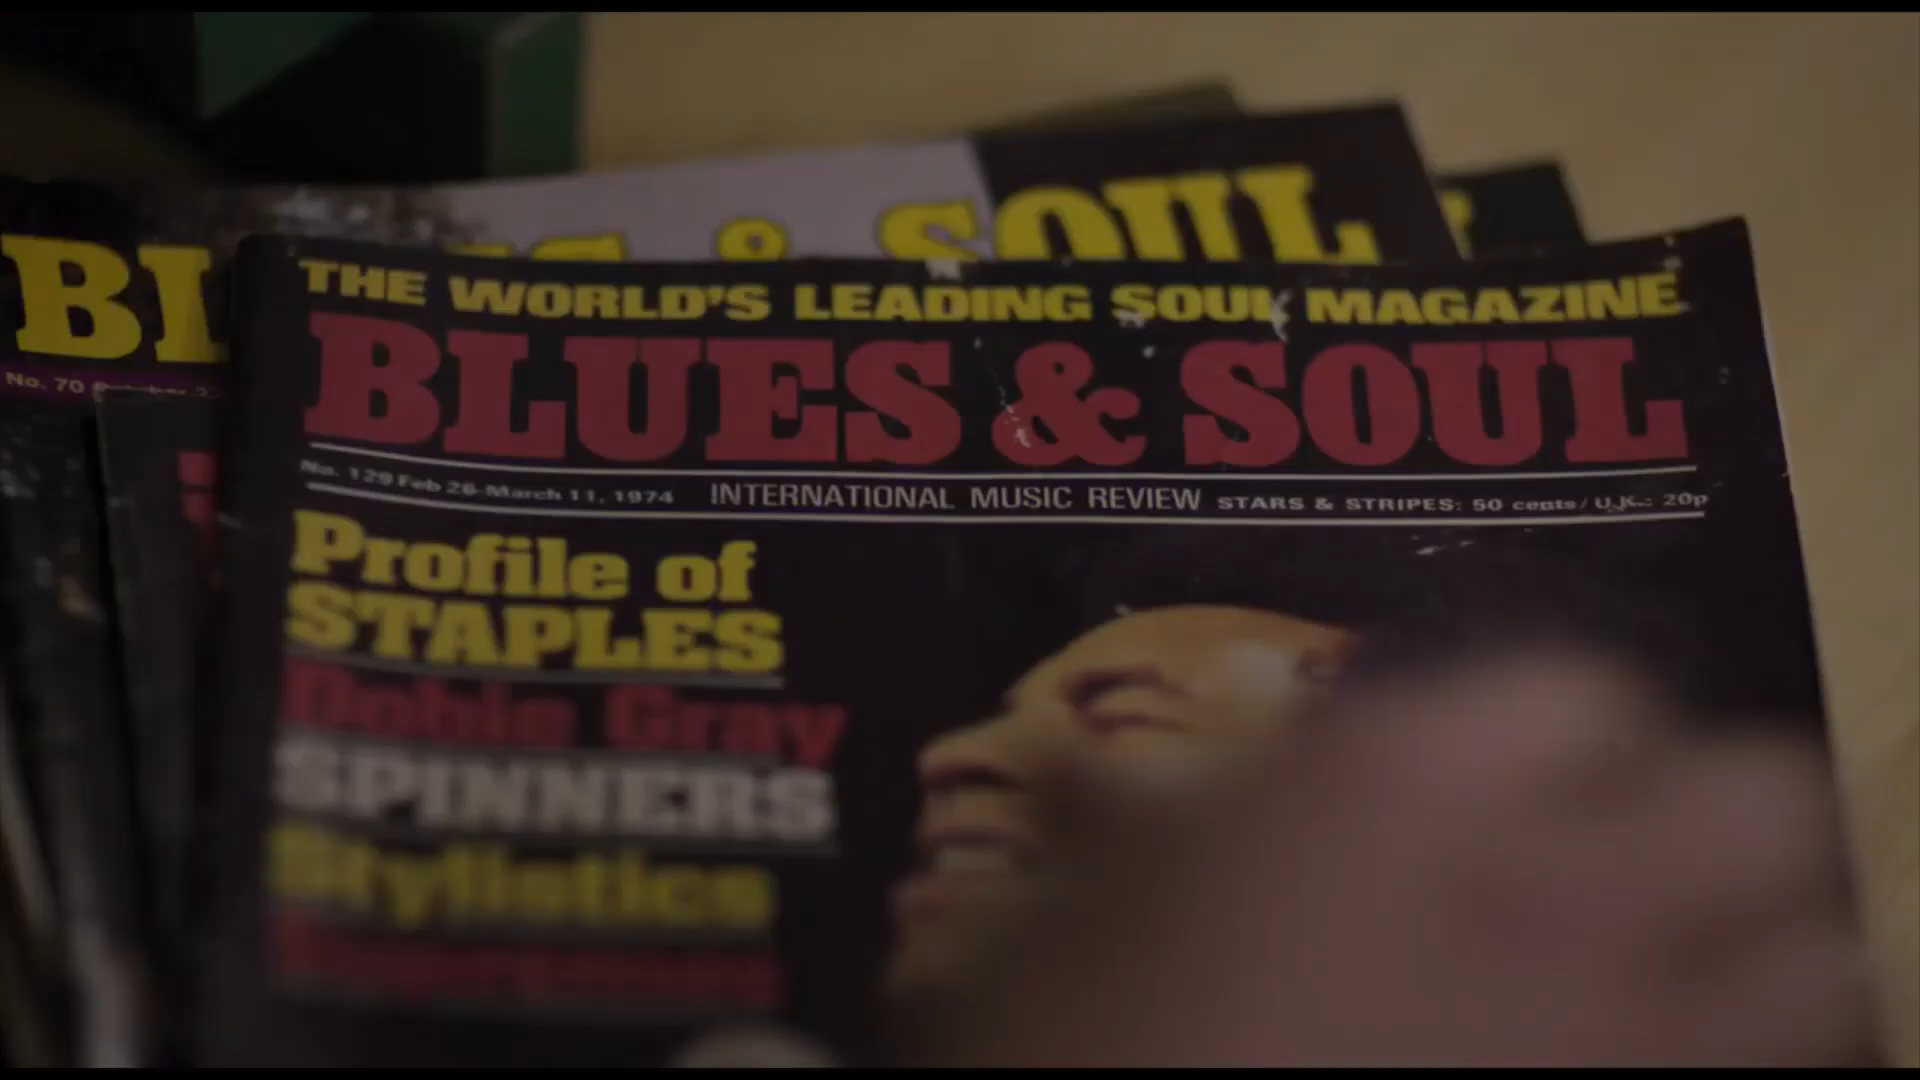 & SOUL
BL
No. 70
THE WORLD'S LEADING SOUL MAGAZINE
BLUES & SOUL
No. 129 Feb 26-March 11, 1974 INTERNATIONAL MUSIC REVIEW STARS & STRIPES: 50 cents/U.K.: 20p
Profile of
STAPLES
Dobie Gray
SPINNERS
Stylistics